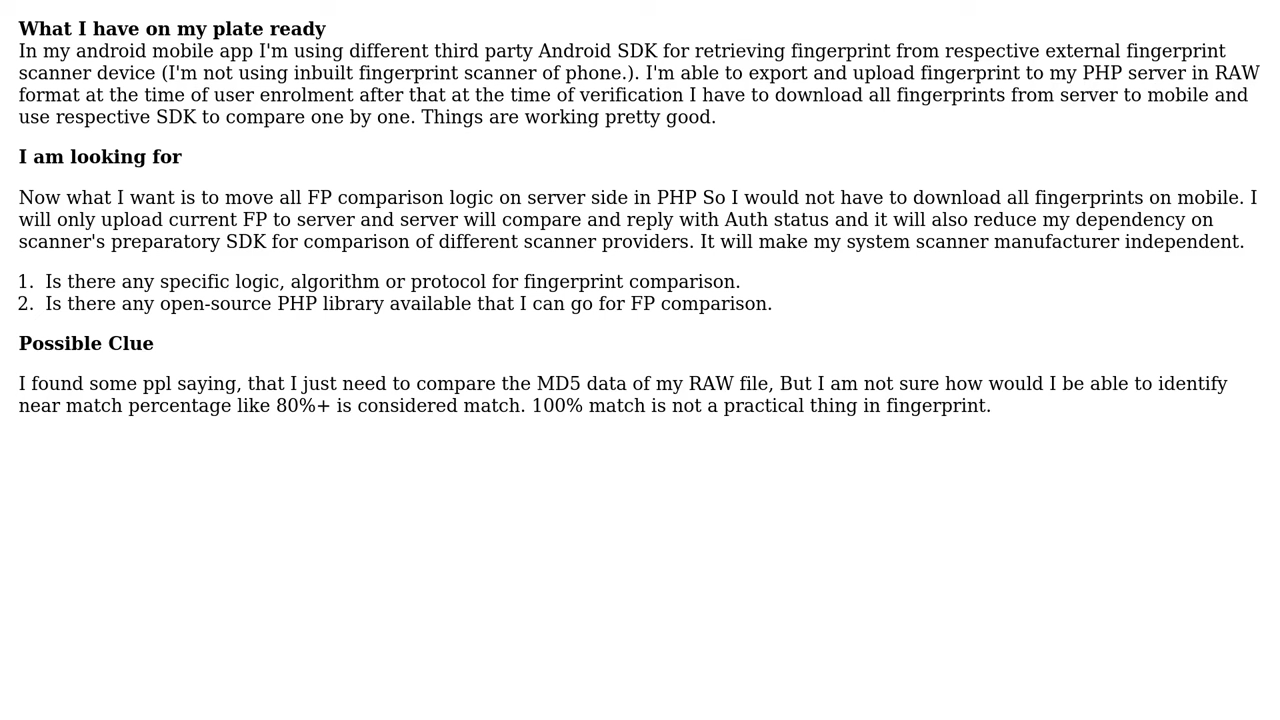 What I have on my plate ready
In my android mobile app I'm using different third party Android SDK for retrieving fingerprint from respective external fingerprint
scanner device (I'm not using inbuilt fingerprint scanner of phone.). I'm able to export and upload fingerprint to my PHP server in RAW
format at the time of user enrolment after that at the time of verification I have to download all fingerprints from server to mobile and
use respective SDK to compare one by one. Things are working pretty good.
I am looking for
Now what I want is to move all FP comparison logic on server side in PHP So I would not have to download all fingerprints on mobile. I
will only upload current FP to server and server will compare and reply with Auth status and it will also reduce my dependency on
scanner's preparatory SDK for comparison of different scanner providers. It will make my system scanner manufacturer independent.
1. Is there any specific logic, algorithm or protocol for fingerprint comparison.
2. Is there any open-source PHP library available that I can go for FP comparison.
Possible Clue
I found some ppl saying, that I just need to compare the MD5 data of my RAW file, But I am not sure how would I be able to identify
near match percentage like 80%+ is considered match. 100% match is not a practical thing in fingerprint.